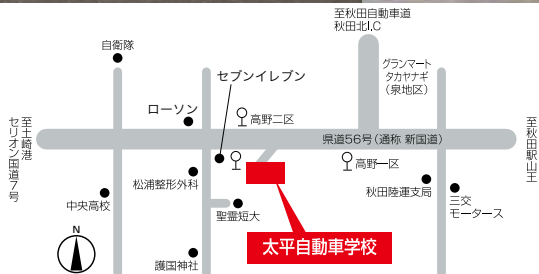 至秋田自動車道
秋田北I.C
自衛隊
グランマート
タカヤナギ
(泉地区)
セブンイレブン
ローソン
高野二区
至土崎港
セリオン国道7号
県道56号(通称 新国道)
至秋田駅山王
高野一区
松浦整形外科
秋田陸運支局
中央高校
聖霊短大
三交
モータース
太平自動車学校
N
護国神社